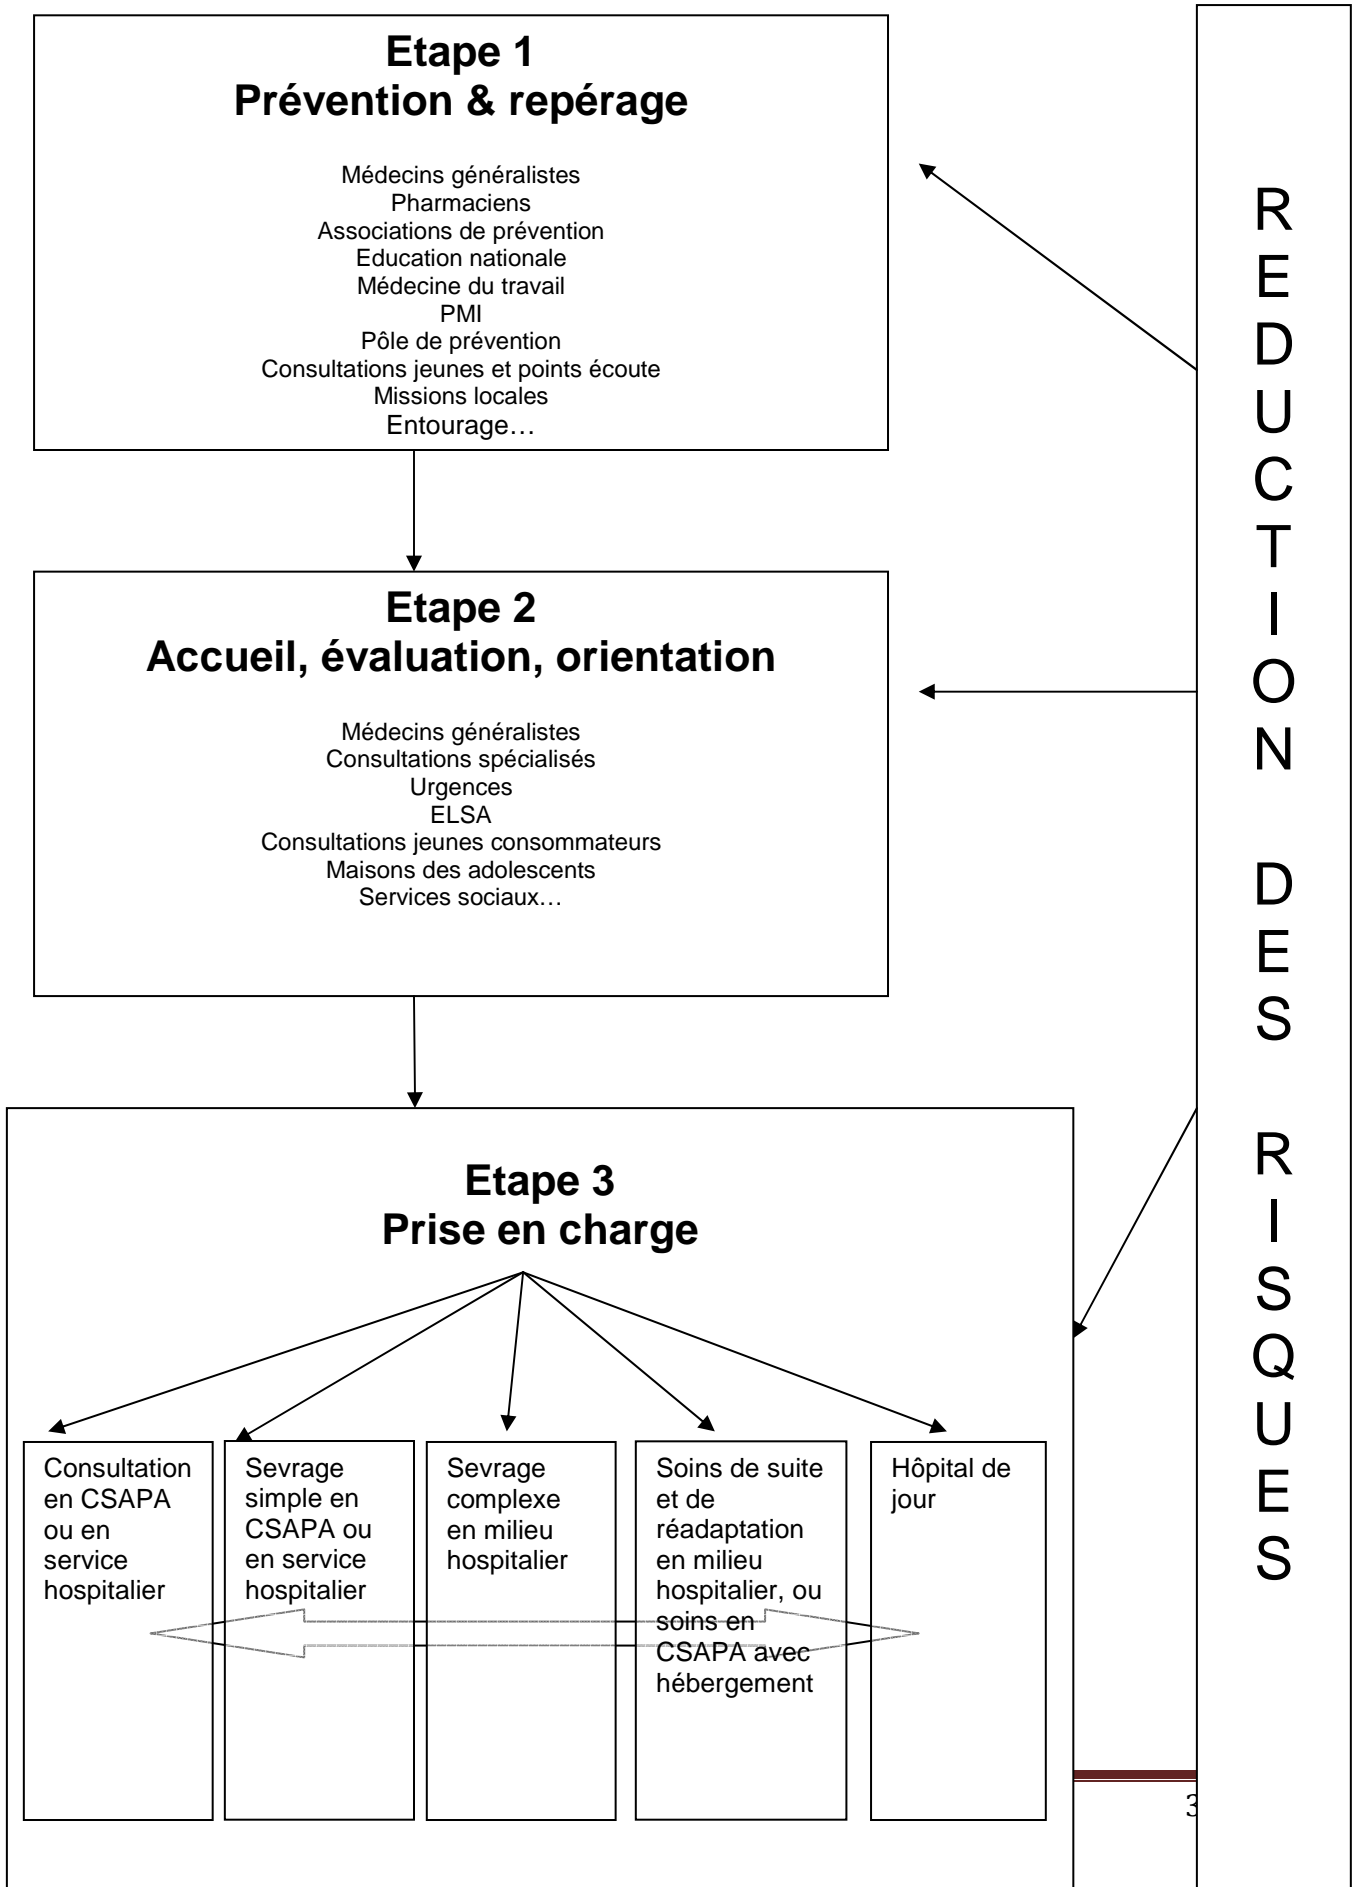 Etape 1
Prévention & repérage
Médecins généralistes
Pharmaciens
Associations de prévention
Education nationale
Médecine du travail
PMI
Pôle de prévention
Consultations jeunes et points écoute
Missions locales
Entourage…
Etape 2
Accueil, évaluation, orientation
Médecins généralistes
Consultations spécialisés
Urgences
ELSA
Consultations jeunes consommateurs
Maisons des adolescents
Services sociaux…
Etape 3
Prise en charge
Consultation
en CSAPA
ou en
service
hospitalier
Sevrage
simple en
CSAPA ou
en service
hospitalier
Sevrage
complexe
en milieu
hospitalier
Soins de suite
et de
réadaptation
en milieu
hospitalier, ou
soins en
CSAPA avec
hébergement
Hôpital de
jour
REDUCTION DES RISQUES
3